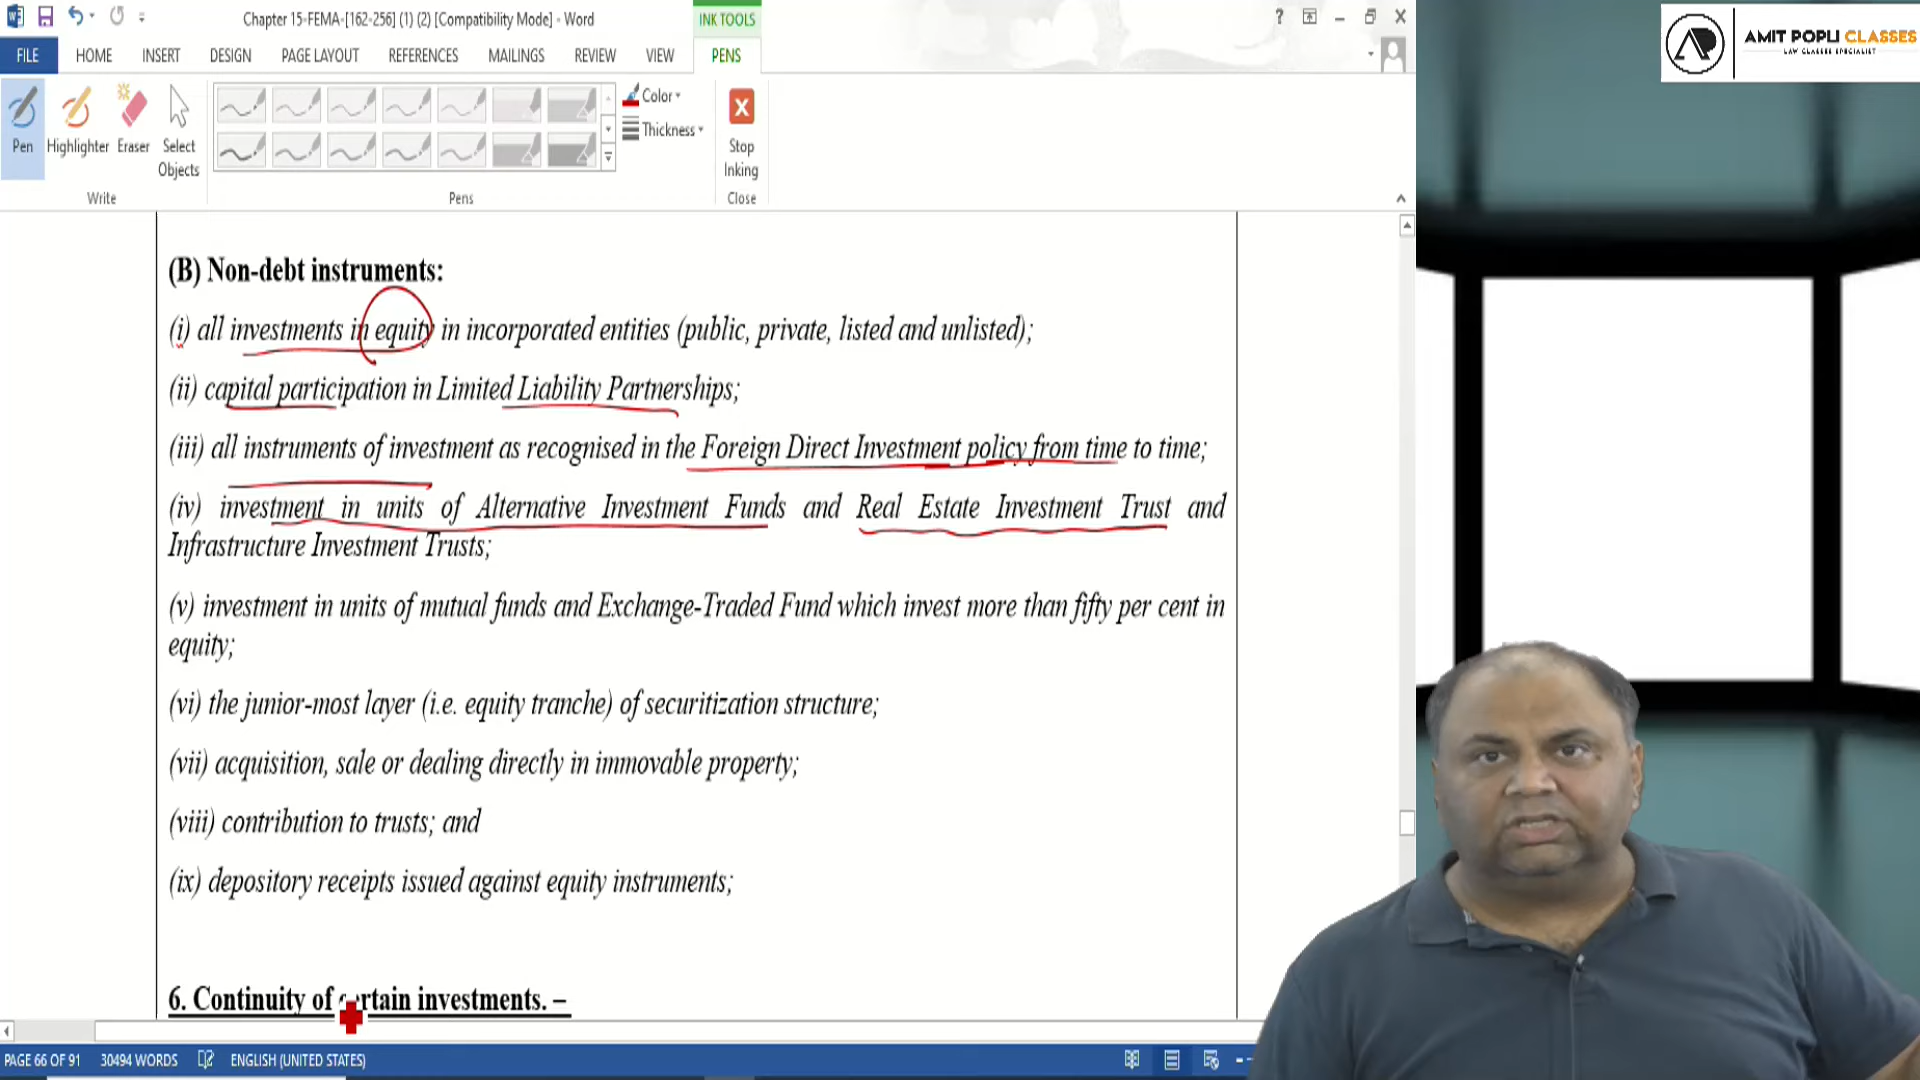 Chapter 15-FEMA-[162-256] (1) (2) [Compatibility Mode] - Word
INK TOOLS
?
FILE
HOME
INSERT
DESIGN
PAGE LAYOUT
REFERENCES
MAILINGS
REVIEW
VIEW
PENS
Pen
Highlighter
Eraser
Select
Objects
Write
Color
Thickness
Pens
Stop
Inking
Close
AMIT POPLI CLASSES
LAW CLASSES SPECIALIST
(B) Non-debt instruments:
(i) all investments in equity in incorporated entities (public, private, listed and unlisted);
(ii) capital participation in Limited Liability Partnerships;
(iii) all instruments of investment as recognised in the Foreign Direct Investment policy from time to time;
(iv) investment in units of Alternative Investment Funds and Real Estate Investment Trust and
Infrastructure Investment Trusts;
(v) investment in units of mutual funds and Exchange-Traded Fund which invest more than fifty per cent in
equity;
(vi) the junior-most layer (i.e. equity tranche) of securitization structure;
(vii) acquisition, sale or dealing directly in immovable property;
(viii) contribution to trusts; and
(ix) depository receipts issued against equity instruments;
6. Continuity of certain investments. –
PAGE 66 OF 91
30494 WORDS
ENGLISH (UNITED STATES)